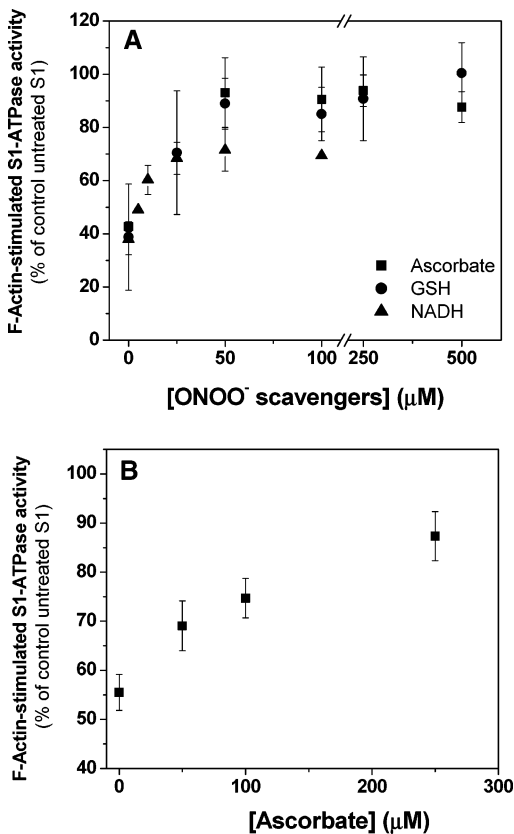 A
F-Actin-stimulated S1-ATPase activity
(% of control untreated S1)
120
100
80
60
40
20
0
Ascorbate
GSH
NADH
0 50 100 250 500
[ONOO⁻ scavengers] (μM)
B
F-Actin-stimulated S1-ATPase activity
(% of control untreated S1)
100
90
80
70
60
50
40
0 100 200 300
[Ascorbate] (μM)